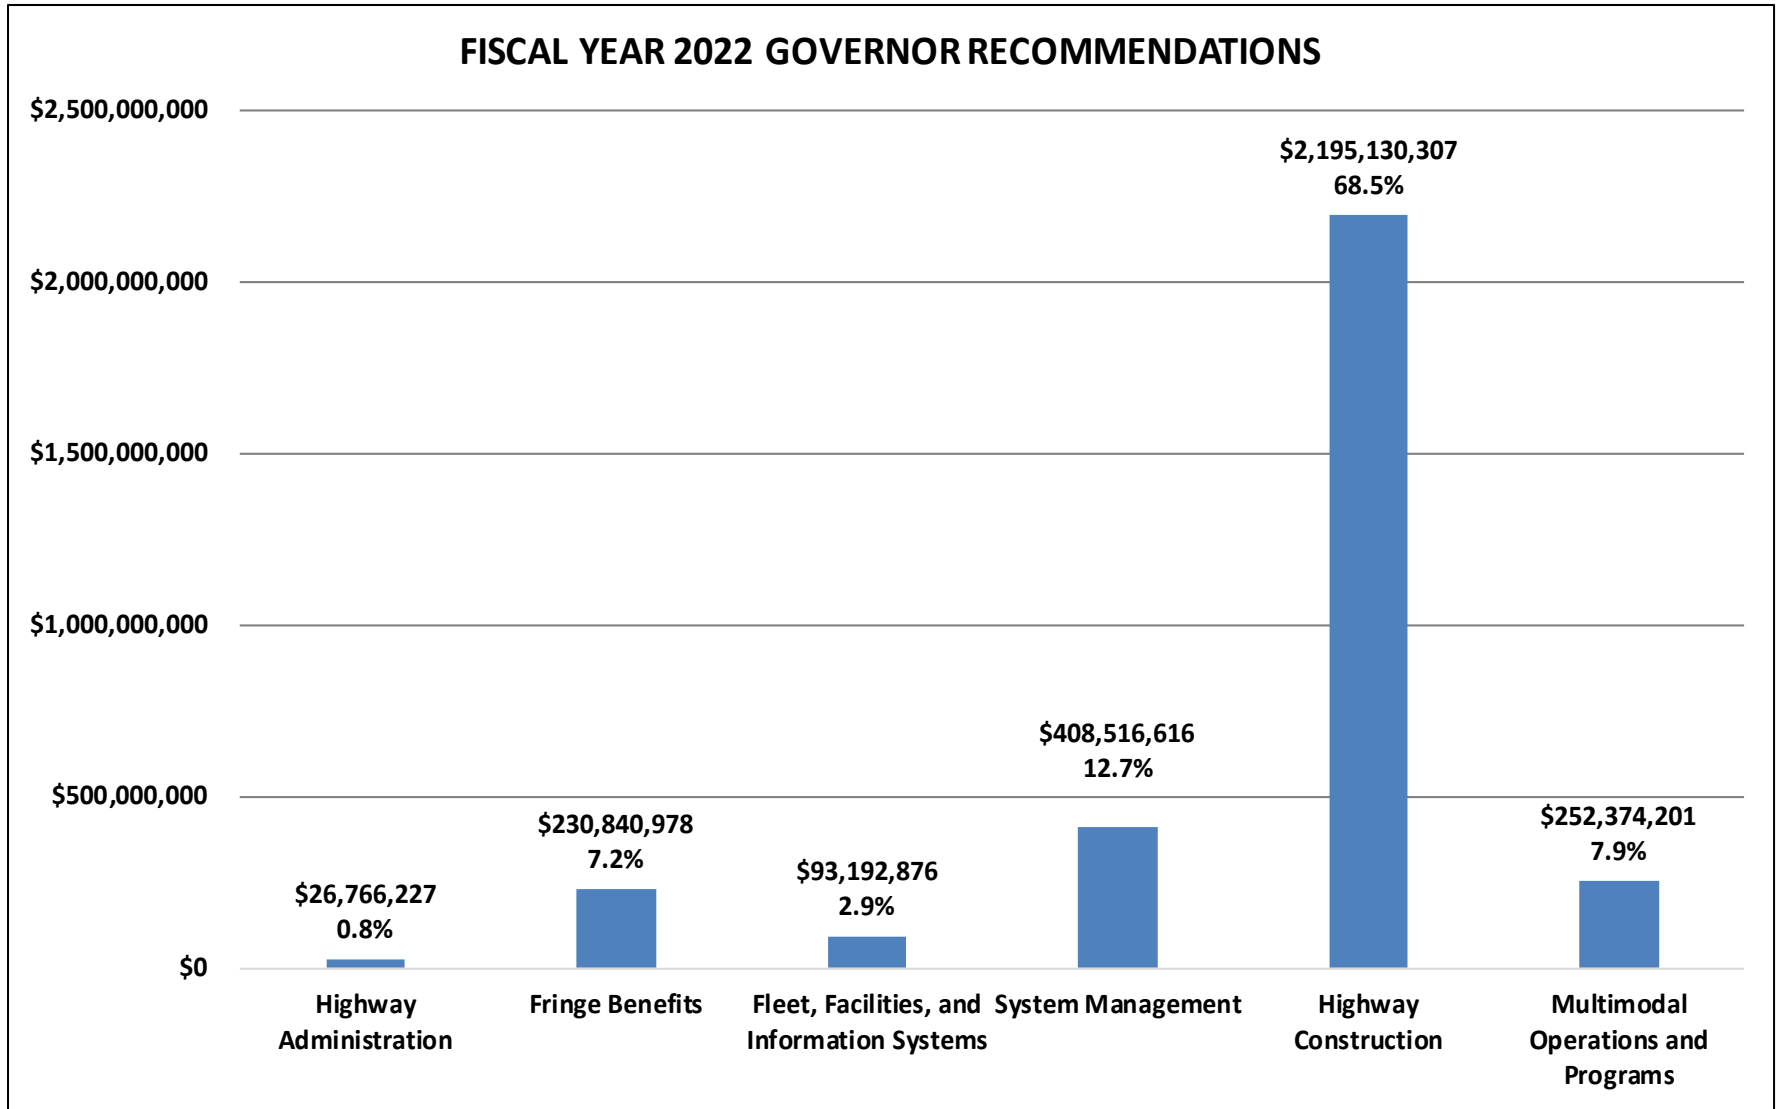 FISCAL YEAR 2022 GOVERNOR RECOMMENDATIONS
$2,500,000,000
$2,000,000,000
$1,500,000,000
$1,000,000,000
$500,000,000
$0
$26,766,227
0.8%
$230,840,978
7.2%
$93,192,876
2.9%
$408,516,616
12.7%
$2,195,130,307
68.5%
$252,374,201
7.9%
Highway
Administration
Fringe Benefits
Fleet, Facilities, and
Information Systems
System Management
Highway
Construction
Multimodal
Operations and
Programs